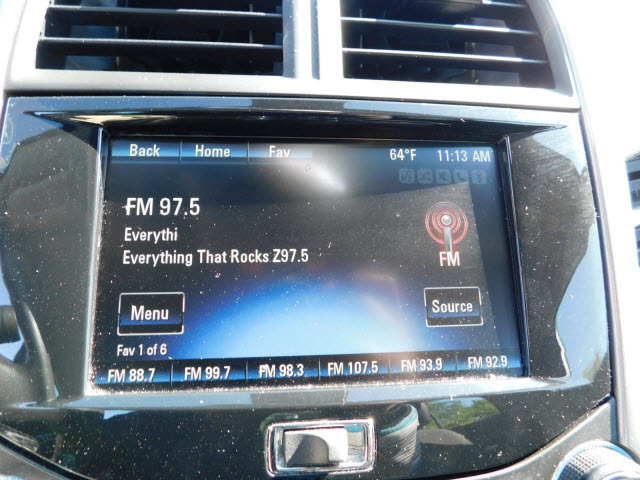 Back Home Fav 64°F 11:13 AM
FM 97.5
Everythi
Everything That Rocks Z97.5
FM
Menu Source
Fav 1 of 6
FM 88.7 FM 99.7 FM 98.3 FM 107.5 FM 93.9 FM 92.9